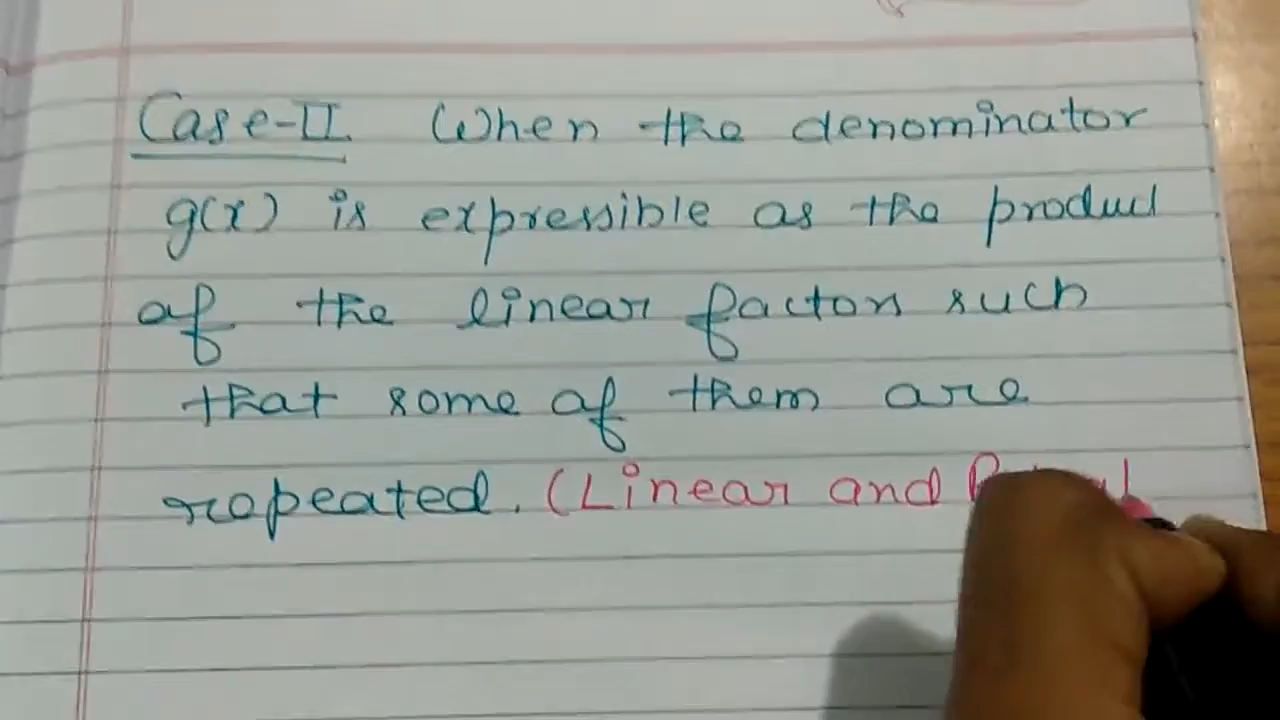 Case-II. When the denominator
g(x) is expressible as the product
of the linear factors such
that some of them are
repeated. (Linear and